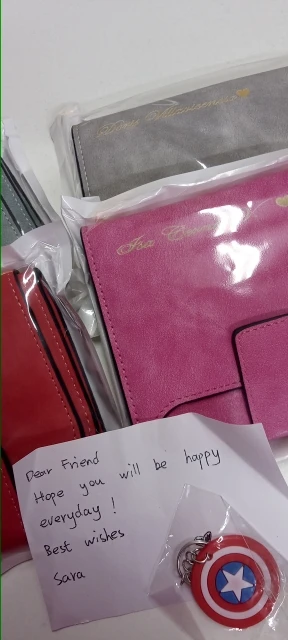 Dear Friend
Hope you will be happy
everyday !
Best wishes
Sara